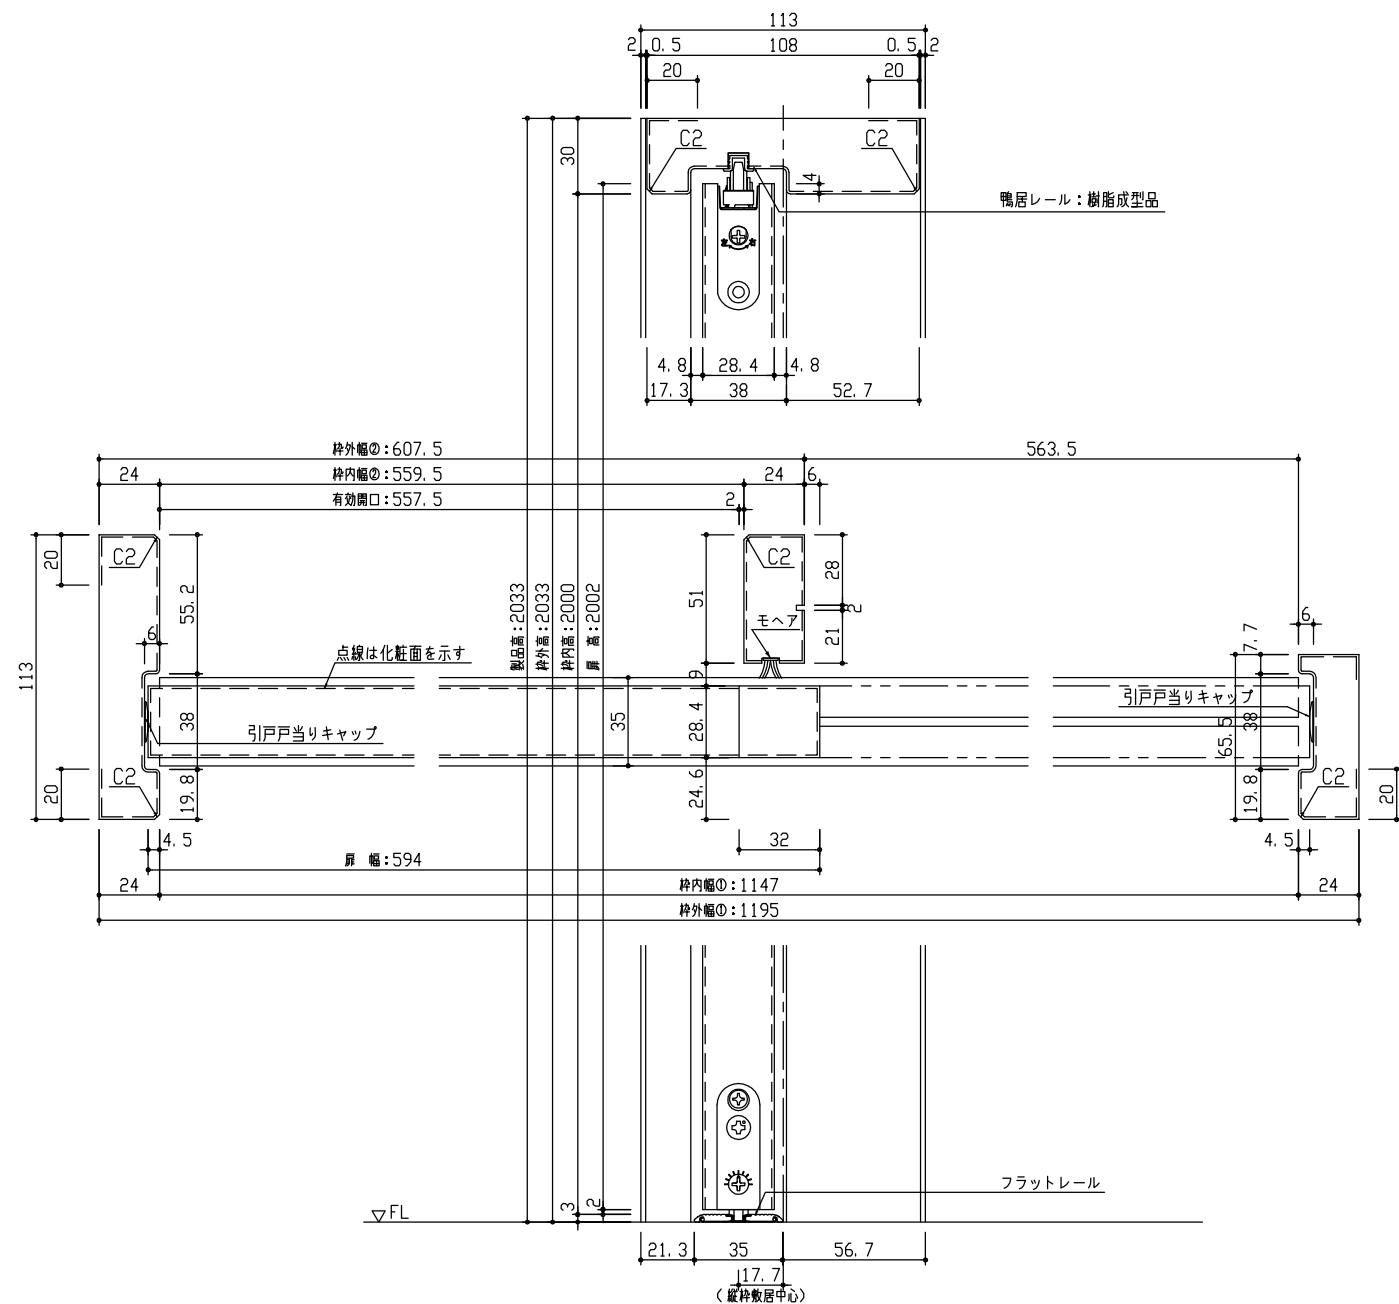 113
2 0.5 108 0.5 2
20 20
C2 C2
30
4
鴨居レール：樹脂成型品
左 右
4.8 28.4 4.8
17.3 38 52.7
枠外幅②：607.5 563.5
24 枠内幅②：559.5 24 6
有効開口：557.5 2
20 C2 C2
55.2
51
28
2
21
6
モヘア
6
7.7
製品高：2033
枠外高：2033
枠内高：2000
扉 高：2002
点線は化粧面を示す
113
9
38
引戸戸当りキャップ
35
28.4
引戸戸当りキャップ
65.5
38
20 C2
19.8
24.6
19.8
C2 20
4.5 32 4.5
扉 幅：594
24 枠内幅①：1147 24
枠外幅①：1195
フラットレール
3
2
▽FL
21.3 35 56.7
17.7
（縦枠敷居中心）